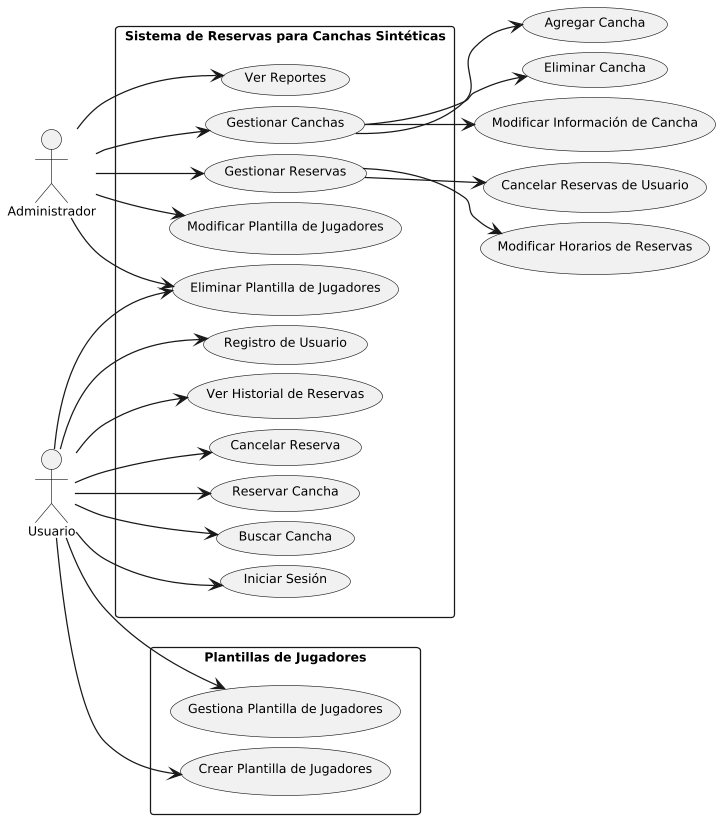 Sistema de Reservas para Canchas Sintéticas
Agregar Cancha
Eliminar Cancha
Ver Reportes
Gestionar Canchas
Modificar Información de Cancha
Gestionar Reservas
Cancelar Reservas de Usuario
Administrador
Modificar Plantilla de Jugadores
Modificar Horarios de Reservas
Eliminar Plantilla de Jugadores
Registro de Usuario
Ver Historial de Reservas
Cancelar Reserva
Reservar Cancha
Usuario
Buscar Cancha
Iniciar Sesión
Plantillas de Jugadores
Gestiona Plantilla de Jugadores
Crear Plantilla de Jugadores